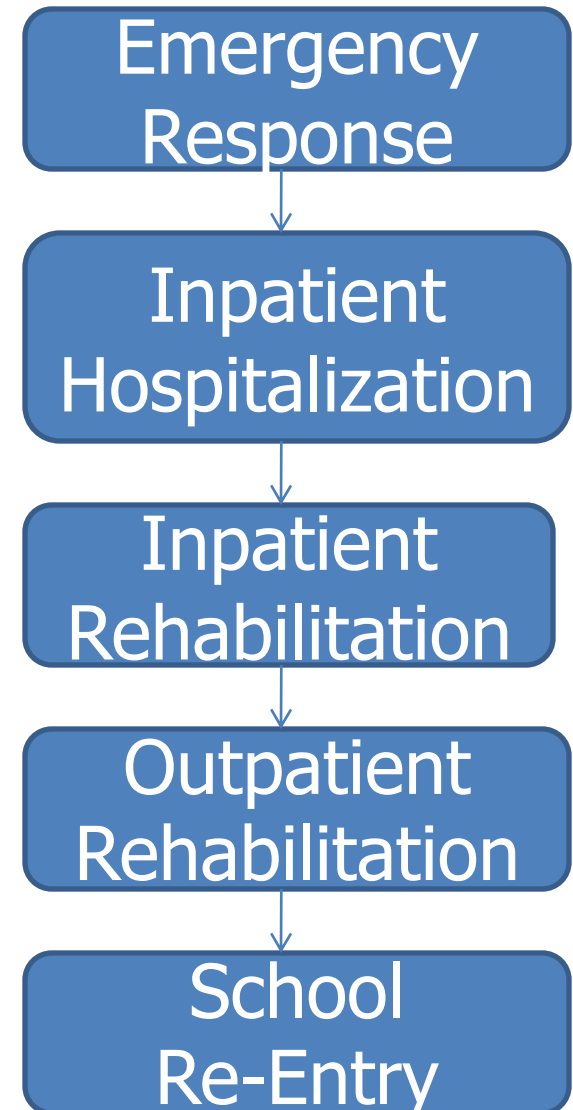 Emergency
Response
Inpatient
Hospitalization
Inpatient
Rehabilitation
Outpatient
Rehabilitation
School
Re-Entry